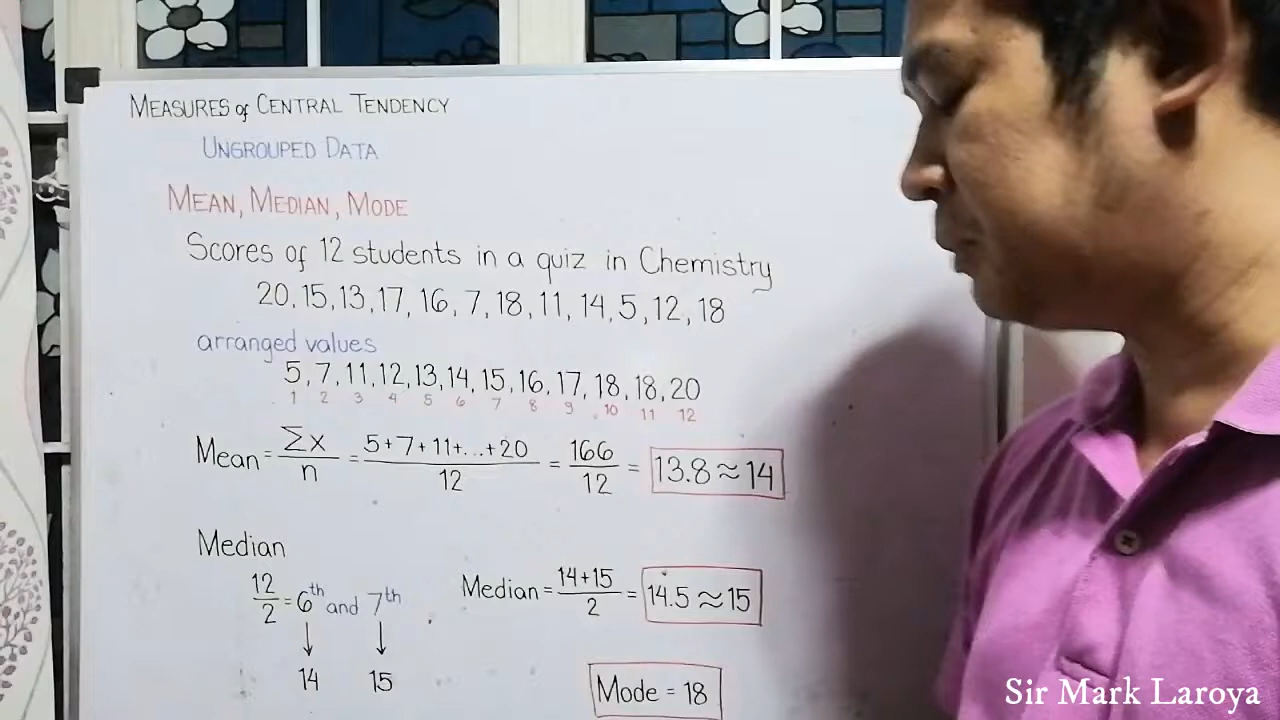 MEASURES of CENTRAL TENDENCY
UNGROUPED DATA
MEAN, MEDIAN, MODE
Scores of 12 students in a quiz in Chemistry
20, 15, 13, 17, 16, 7, 18, 11, 14, 5, 12, 18
arranged values
5, 7, 11, 12, 13, 14, 15, 16, 17, 18, 18, 20
1 2 3 4 5 6 7 8 9 10 11 12
Mean = Σx/n = 5+7+11+...+20/12 = 166/12 = 13.8 ≈ 14
Median
12/2 = 6th and 7th
14 15
Median = 14+15/2 = 14.5 ≈ 15
Mode = 18
Sir Mark Laroya